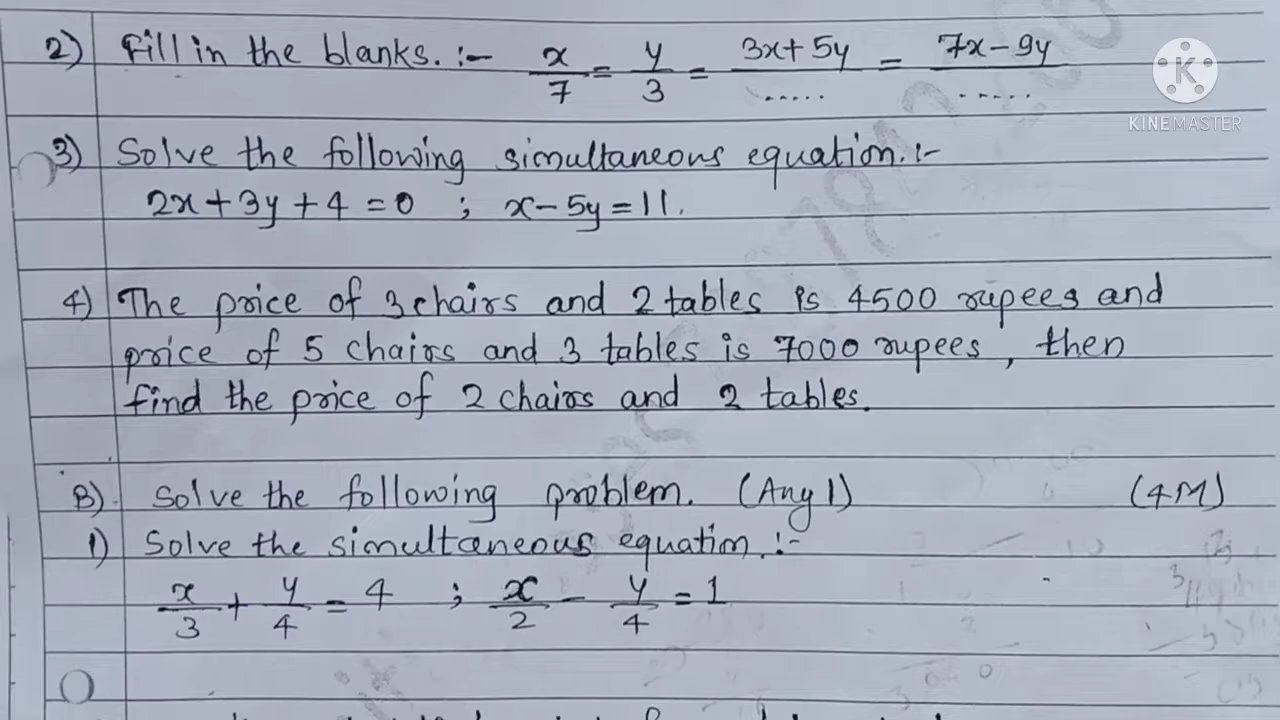 2) Fill in the blanks. :- x/7 = y/3 = 3x+5y/..... = 7x-9y/.....
KINEMASTER
3) Solve the following simultaneous equation. :-
2x+3y+4=0 ; x-5y=11.
4) The price of 3 chairs and 2 tables is 4500 rupees and
price of 5 chairs and 3 tables is 7000 rupees, then
find the price of 2 chairs and 2 tables.
B). Solve the following problem. (Any 1) (4M)
1) Solve the simultaneous equation. :-
x/3 + y/4 = 4 ; x/2 - y/4 = 1